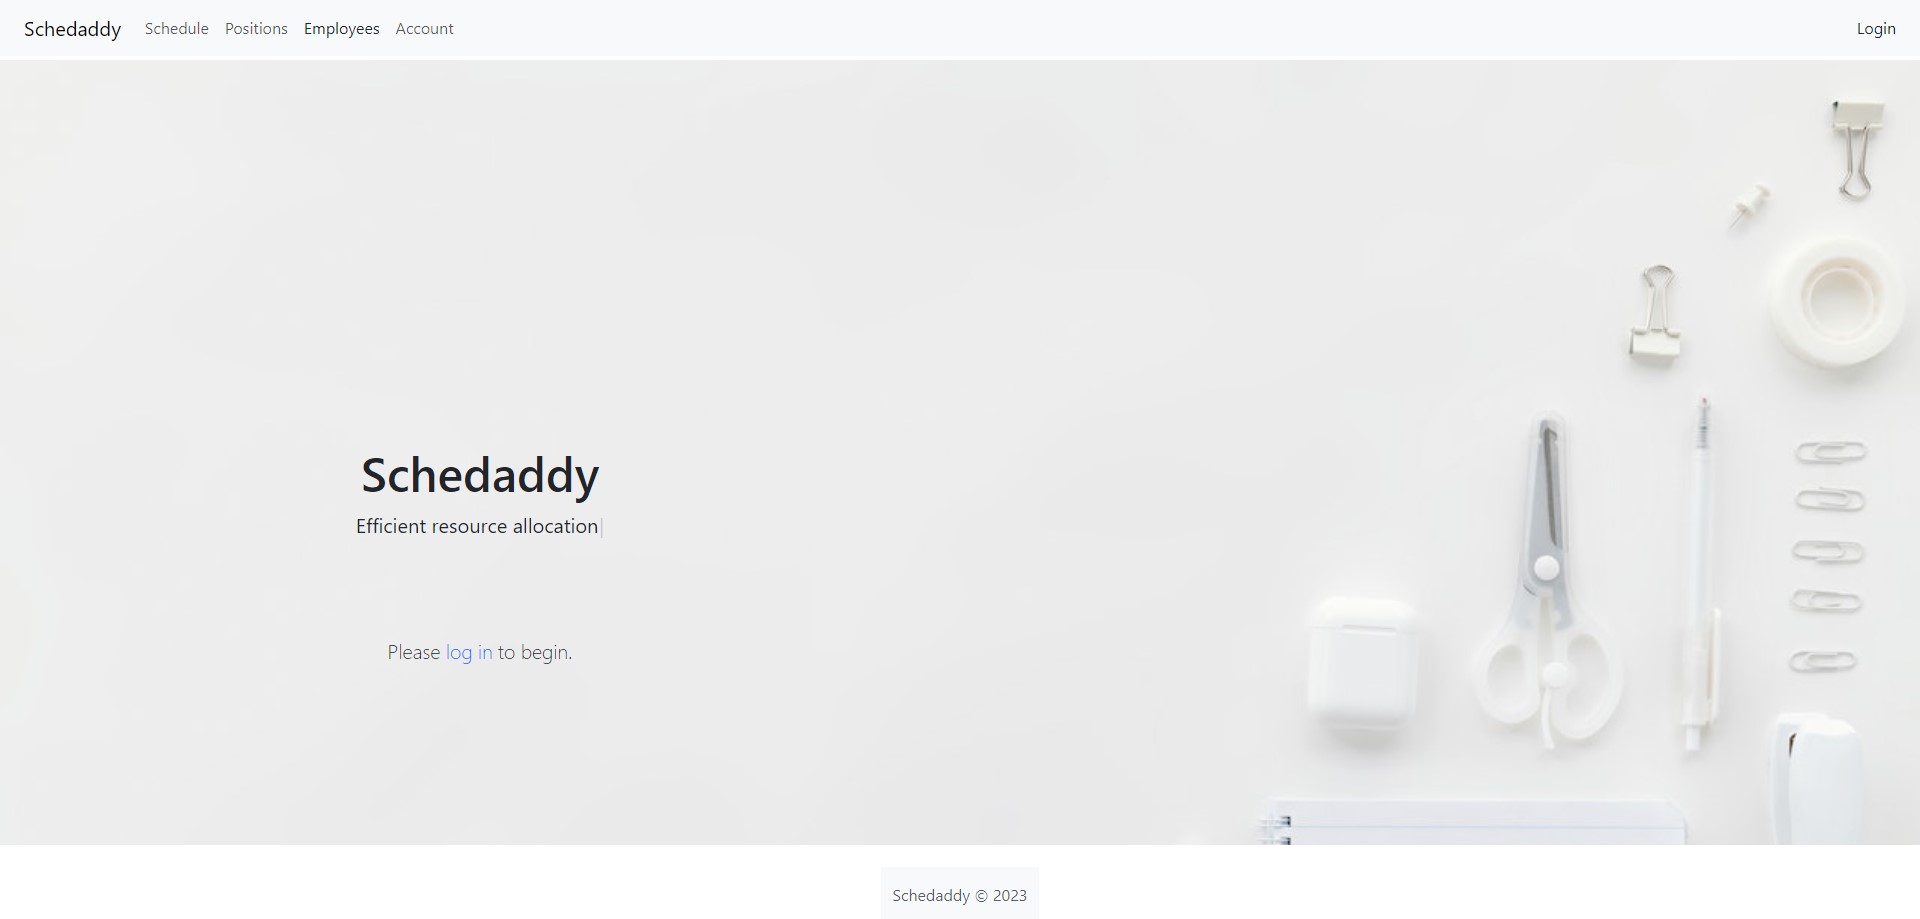 Schedaddy Schedule Positions Employees Account Login
Schedaddy
Efficient resource allocation
Please log in to begin.
Schedaddy © 2023